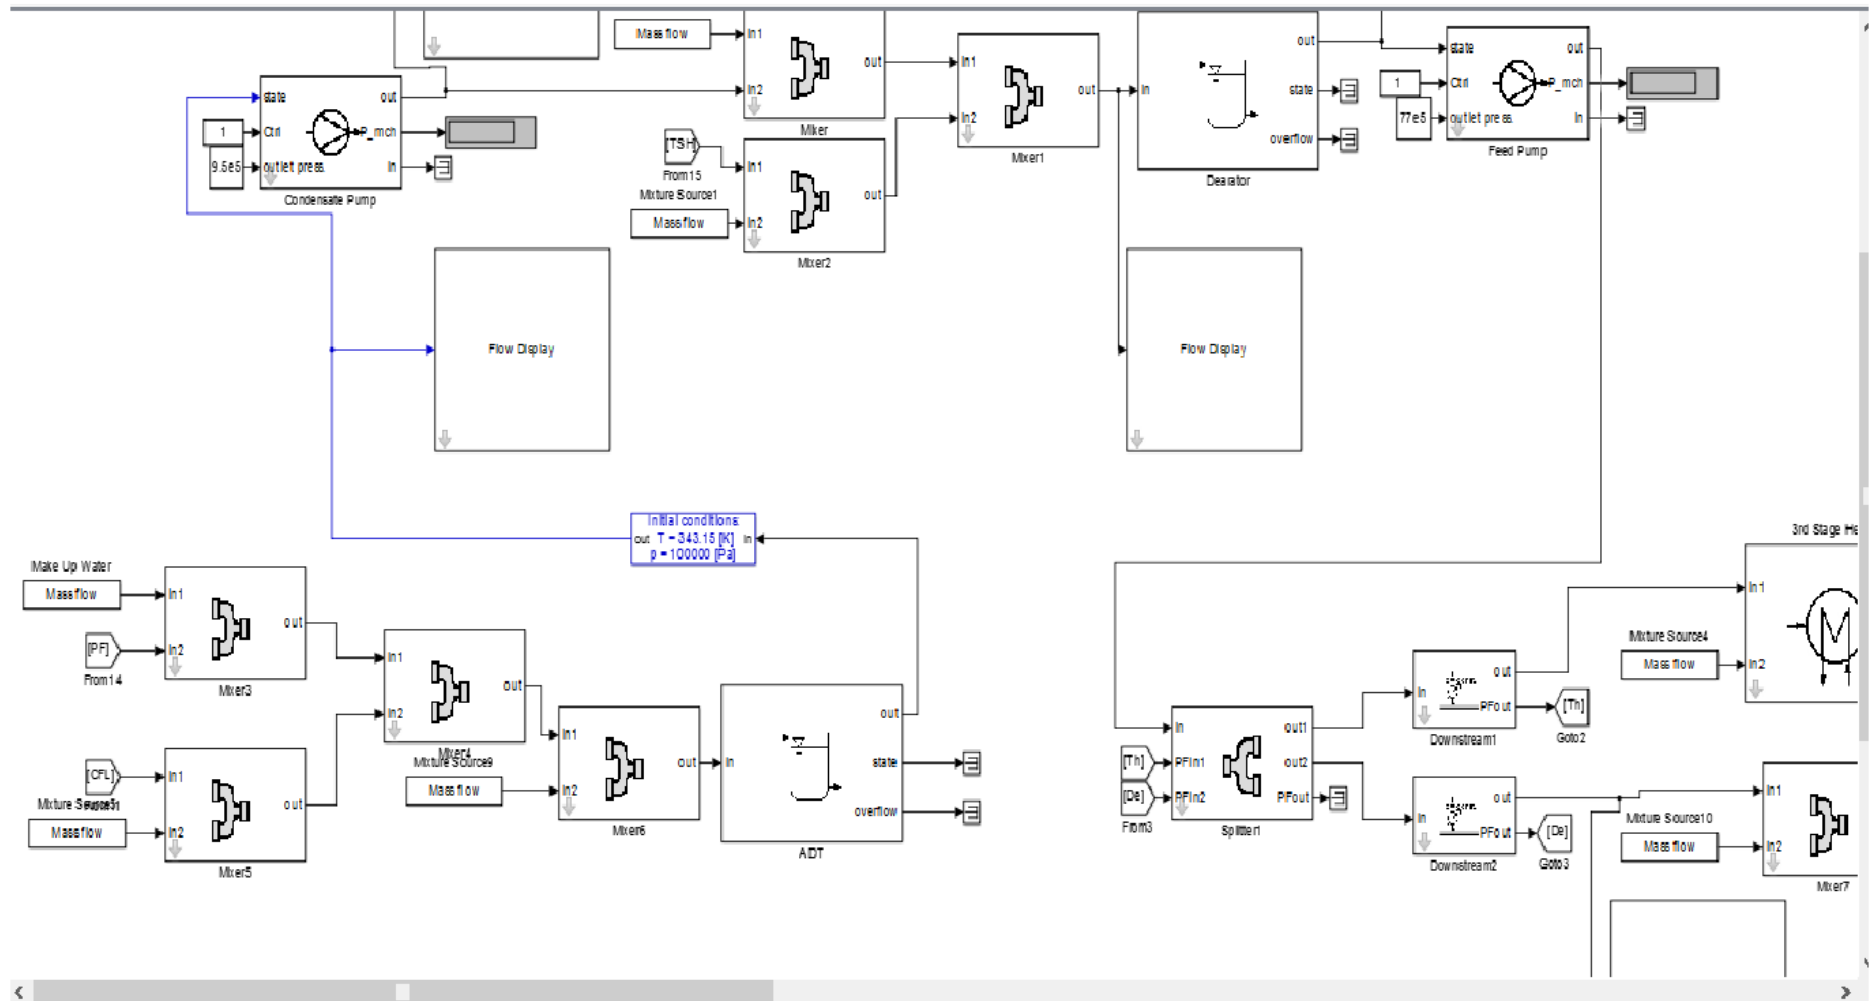 Mass flow
In1
In2
out
Mixer
In1
In2
out
Mixer1
In
out
state
overflow
Dearator
state
Ctrl
outlet press.
out
P_mch
In
1
77e5
Feed Pump
state
Ctrl
outlet press.
out
P_mch
In
1
9.5e5
Condensate Pump
[TSH]
From15
Mixture Source1
Mass flow
In1
In2
out
Mixer2
Flow Display
Flow Display
Initial conditions:
out T = 343.15 [K] In
p = 100000 [Pa]
Make Up Water
Mass flow
[PF]
From14
In1
In2
out
Mixer3
[CFL]
Mass flow
In1
In2
out
Mixer5
In1
In2
out
Mixer4
Mixture Source9
Mass flow
In1
In2
out
Mixer6
In
out
state
overflow
ADT
[Th]
[De]
From3
In
PFin1
PFin2
out1
out2
PFout
Splitter1
In
out
PFout
Downstream1
[Th]
Goto2
In
out
PFout
Downstream2
[De]
Goto3
3rd Stage He
Mixture Source4
Mass flow
In1
In2
Mixture Source10
Mass flow
In1
In2
Mixer7